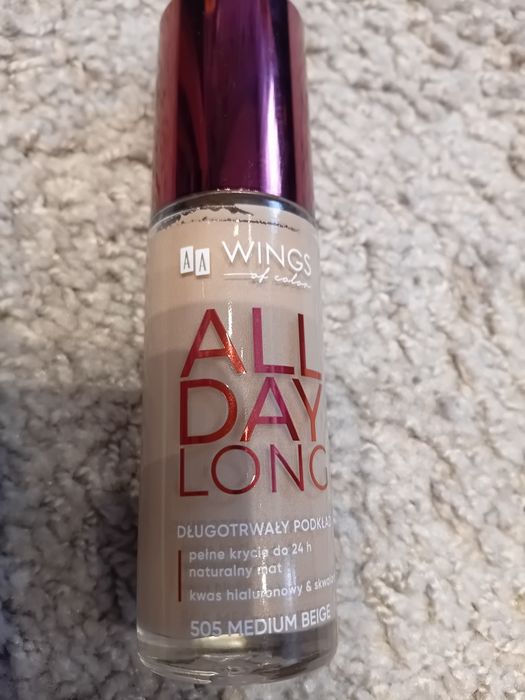 AA WINGS
of color
ALL
DAY
LONG
DŁUGOTRWAŁY PODKŁAD
pełne krycie do 24 h
naturalny mat
kwas hialuronowy &
505 MEDIUM BEIGE